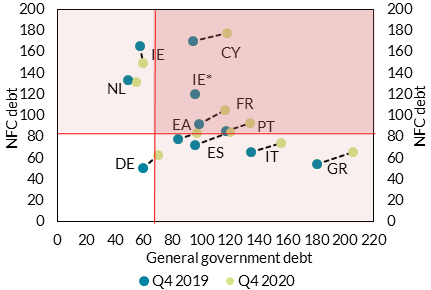 200 200
180 180
160 160
140 140
120 120
100 100
80 80
60 60
40 40
20 20
0 0
NFC debt
NFC debt
CY
IE
NL
IE*
FR
EA
PT
ES
IT
DE
GR
0 20 40 60 80 100 120 140 160 180 200 220
General government debt
Q4 2019 Q4 2020